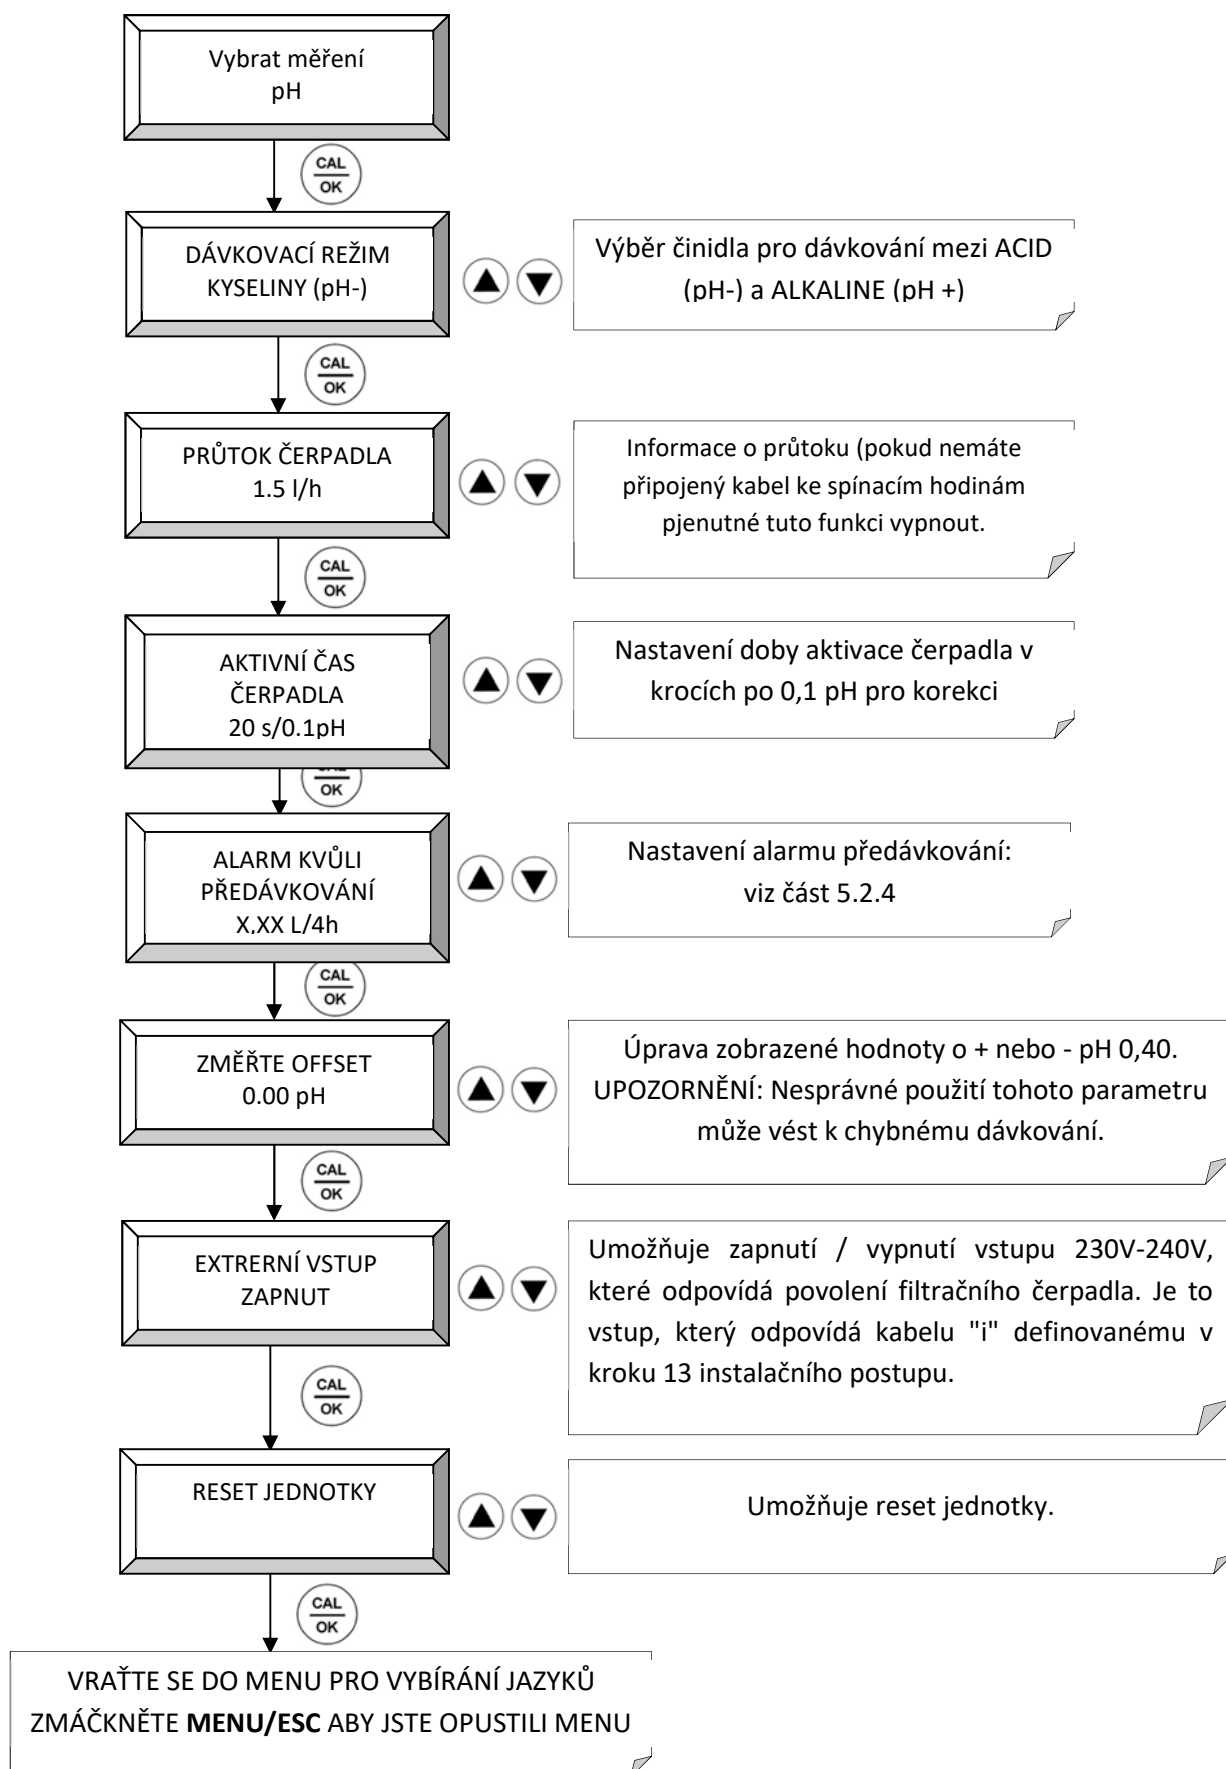 Vybrat měření
pH
CAL
OK
DÁVKOVACÍ REŽIM
KYSELINY (pH-)
Výběr činidla pro dávkování mezi ACID
(pH-) a ALKALINE (pH +)
CAL
OK
PRŮTOK ČERPADLA
1.5 l/h
Informace o průtoku (pokud nemáte
připojený kabel ke spínacím hodinám
pjenutné tuto funkci vypnout.
CAL
OK
AKTIVNÍ ČAS
ČERPADLA
20 s/0.1pH
Nastavení doby aktivace čerpadla v
krocích po 0,1 pH pro korekci
CAL
OK
ALARM KVŮLI
PŘEDÁVKOVÁNÍ
X.XX L/4h
Nastavení alarmu předávkování:
viz část 5.2.4
CAL
OK
ZMĚŘTE OFFSET
0.00 pH
Úprava zobrazené hodnoty o + nebo - pH 0,40.
UPOZORNĚNÍ: Nesprávné použití tohoto parametru
může vést k chybnému dávkování.
CAL
OK
EXTRERNÍ VSTUP
ZAPNUT
Umožňuje zapnutí / vypnutí vstupu 230V-240V,
které odpovídá povolení filtračního čerpadla. Je to
vstup, který odpovídá kabelu "i" definovanému v
kroku 13 instalačního postupu.
CAL
OK
RESET JEDNOTKY
Umožňuje reset jednotky.
CAL
OK
VRAŤTE SE DO MENU PRO VYBÍRÁNÍ JAZYKŮ
ZMÁČKNĚTE MENU/ESC ABY JSTE OPUSTILI MENU